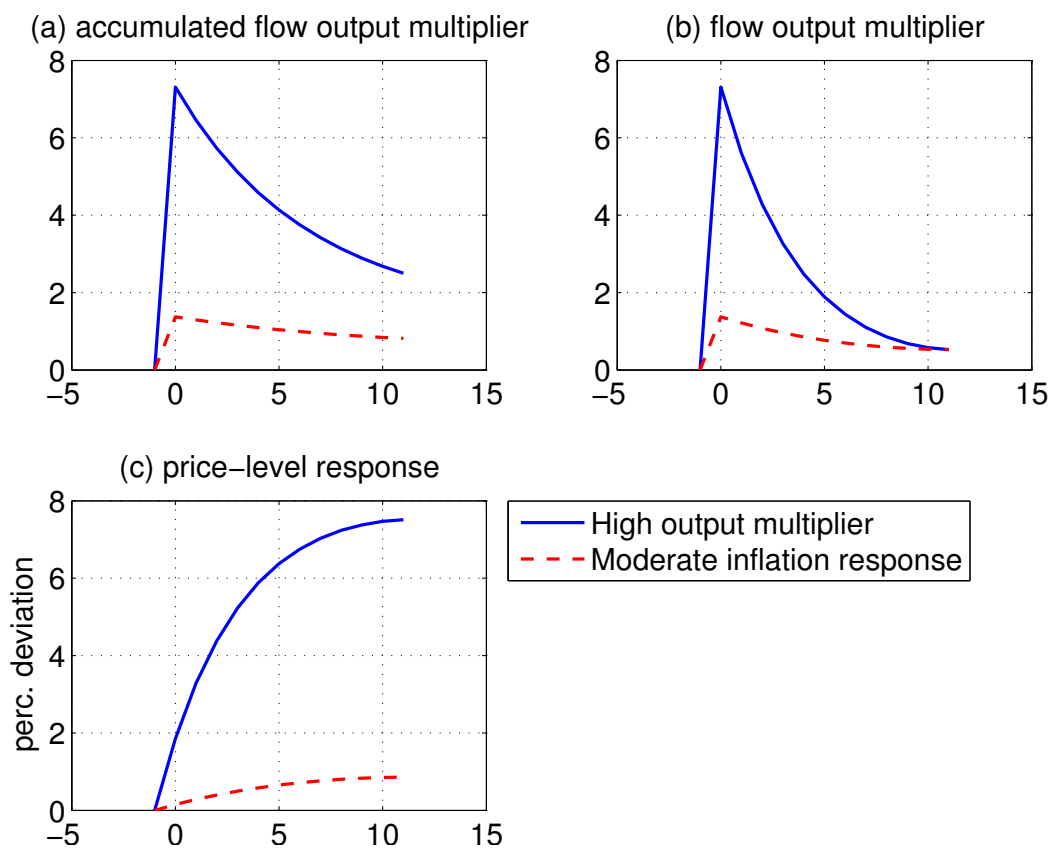 (a) accumulated flow output multiplier
8
6
4
2
0
−5 0 5 10 15
(b) flow output multiplier
8
6
4
2
0
−5 0 5 10 15
(c) price−level response
perc. deviation
8
6
4
2
0
−5 0 5 10 15
High output multiplier
Moderate inflation response